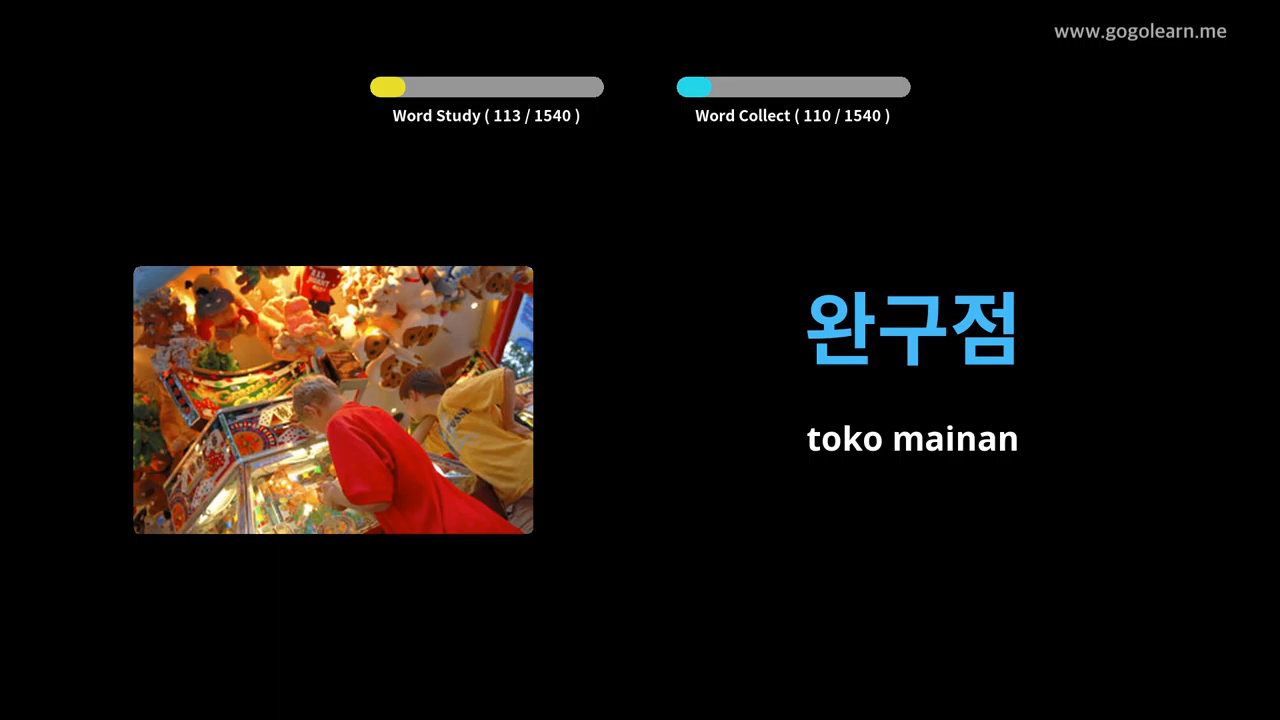 www.gogolearn.me
Word Study ( 113 / 1540 )
Word Collect ( 110 / 1540 )
완구점
toko mainan